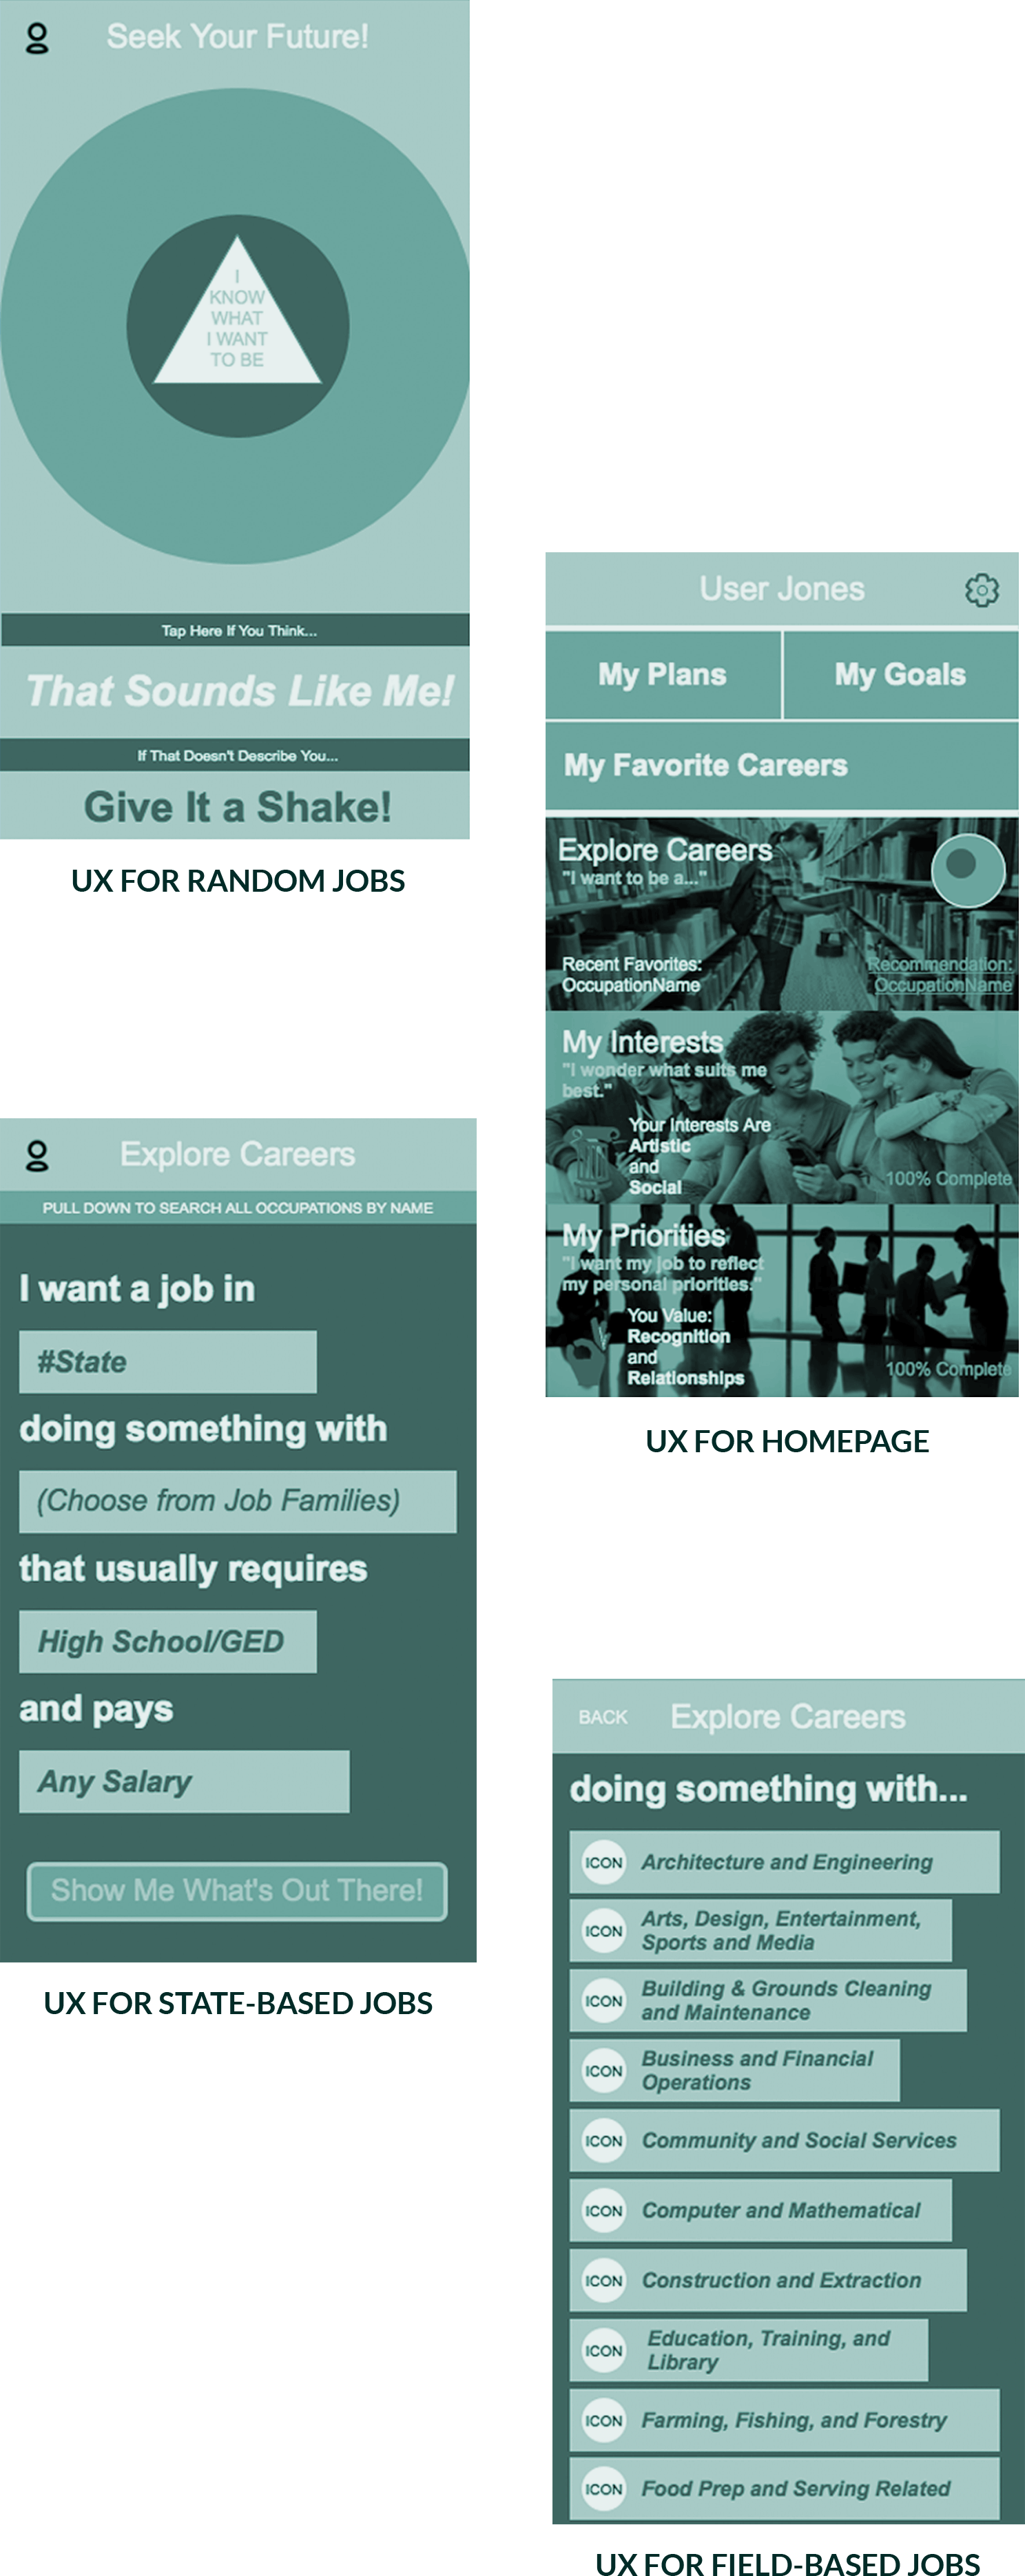 Seek Your Future!
I
KNOW
WHAT
I WANT
TO BE
Tap Here If You Think...
That Sounds Like Me!
If That Doesn't Describe You...
Give It a Shake!
UX FOR RANDOM JOBS
User Jones
My Plans
My Goals
My Favorite Careers
Explore Careers
"I want to be a..."
Recent Favorites:
OccupationName
Recommendation:
OccupationName
My Interests
"I wonder what suits me
best."
Your Interests Are
Artistic
and
Social
100% Complete
My Priorities
"I want my job to reflect
my personal priorities."
You Value:
Recognition
and
Relationships
100% Complete
UX FOR HOMEPAGE
Explore Careers
PULL DOWN TO SEARCH ALL OCCUPATIONS BY NAME
I want a job in
#State
doing something with
(Choose from Job Families)
that usually requires
High School/GED
and pays
Any Salary
Show Me What's Out There!
UX FOR STATE-BASED JOBS
BACK
Explore Careers
doing something with...
ICON
Architecture and Engineering
ICON
Arts, Design, Entertainment,
Sports and Media
ICON
Building & Grounds Cleaning
and Maintenance
ICON
Business and Financial
Operations
ICON
Community and Social Services
ICON
Computer and Mathematical
ICON
Construction and Extraction
ICON
Education, Training, and
Library
ICON
Farming, Fishing, and Forestry
ICON
Food Prep and Serving Related
UX FOR FIELD-BASED JOBS